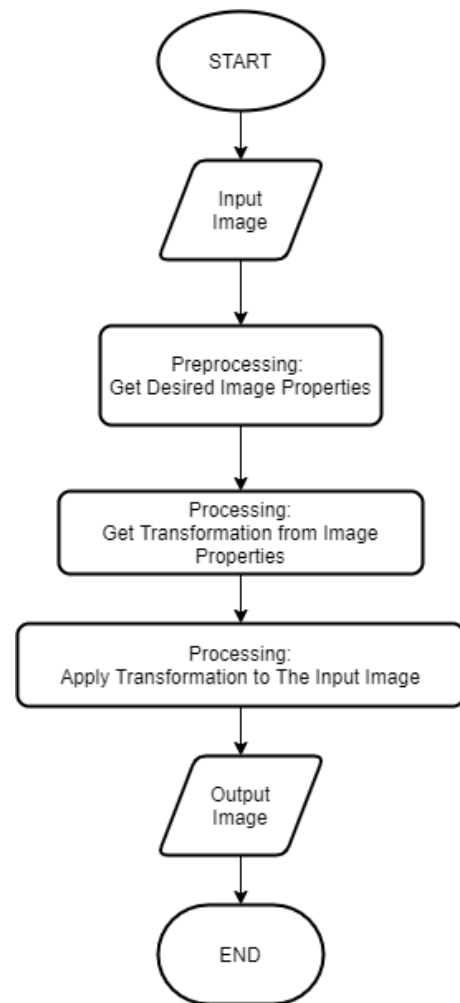 START
Input
Image
Preprocessing:
Get Desired Image Properties
Processing:
Get Transformation from Image
Properties
Processing:
Apply Transformation to The Input Image
Output
Image
END